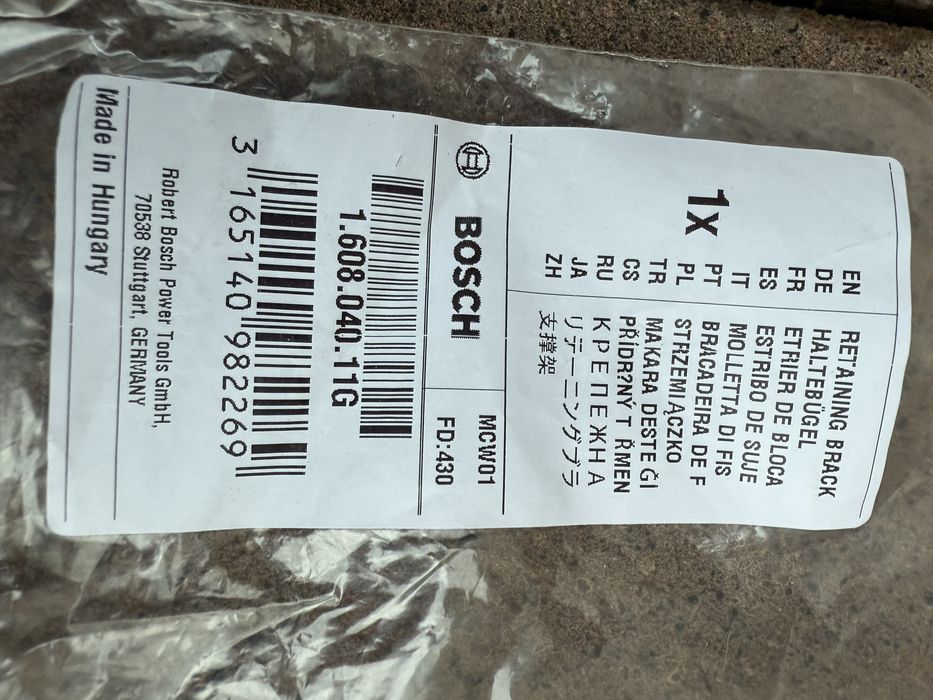 1X
EN RETAINING BRACK
DE HALTEBÜGEL
FR ETRIER DE BLOCA
ES ESTRIBO DE SUJE
IT MOLLETTA DI FIS
PT BRACADEIRA DE F
PL STRZEMIĄCZKO
TR MAKARA DESTEĞİ
CS PŘÍDR?NÝ T ŘMEN
RU КРЕПЕЖНА
JA リテーニングブラ
ZH 支撑架
BOSCH
MCW01
FD:430
1.608.040.11G
3 165140 982269
Robert Bosch Power Tools GmbH,
70538 Stuttgart, GERMANY
Made in Hungary